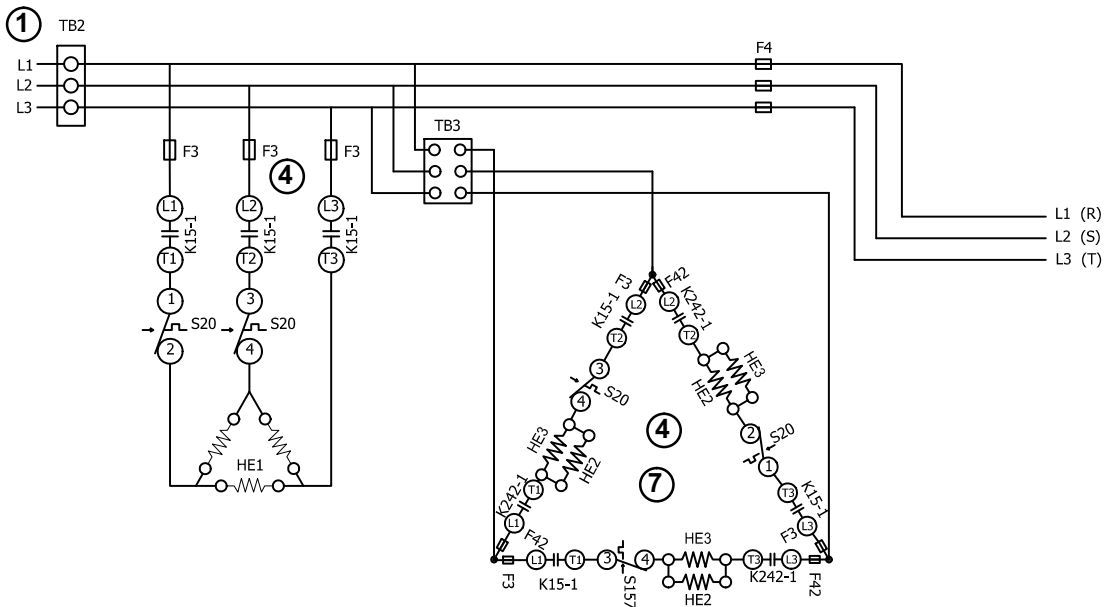 1
TB2
L1
L2
L3
F4
TB3
F3
F3
F3
4
L1
L2
L3
K15-1
K15-1
K15-1
T1
T2
T3
1
3
S20
S20
2
4
HE1
L1 (R)
L2 (S)
L3 (T)
F3
F42
L2
L2
K15-1
K242-1
T2
T2
3
4
S20
HE3
HE2
HE3
HE2
2
S20
1
4
7
K242-1
T1
L1
T3
K15-1
L3
F3
F42
F3
L1
T1
K15-1
3
4
S157
HE3
HE2
T3
L3
K242-1
F42